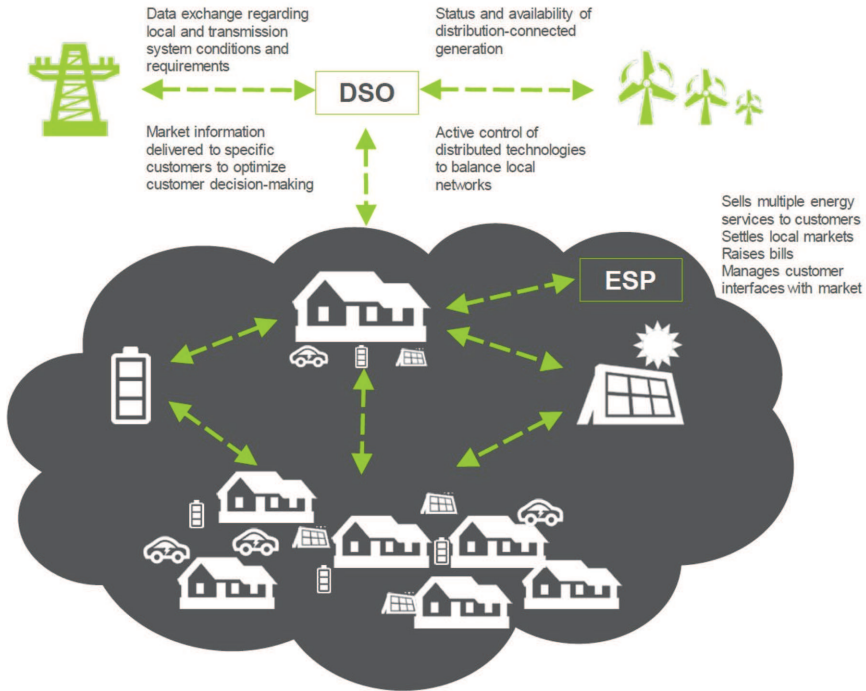 Data exchange regarding
local and transmission
system conditions and
requirements
Status and availability of
distribution-connected
generation
DSO
Market information
delivered to specific
customers to optimize
customer decision-making
Active control of
distributed technologies
to balance local
networks
Sells multiple energy
services to customers
Settles local markets
Raises bills
Manages customer
interfaces with market
ESP